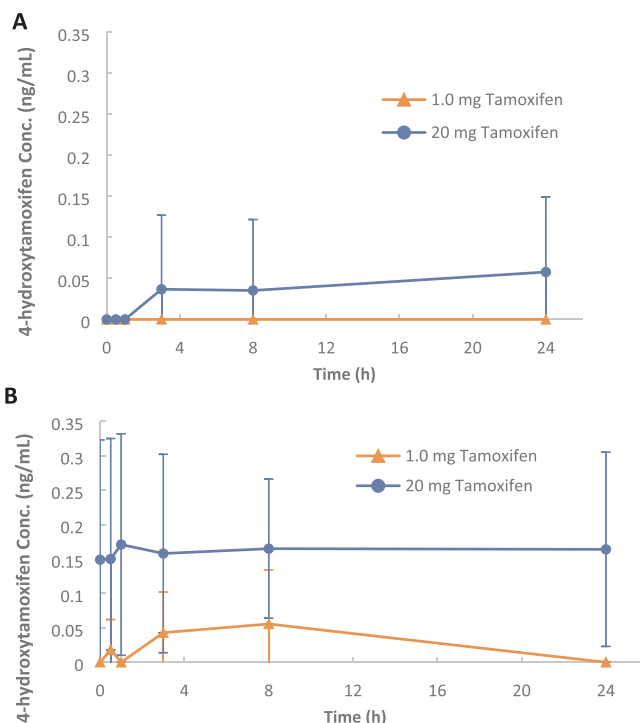 A
4-hydroxytamoxifen Conc. (ng/mL)
0.35
0.3
0.25
0.2
0.15
0.1
0.05
0
1.0 mg Tamoxifen
20 mg Tamoxifen
0 4 8 12 16 20 24
Time (h)
B
4-hydroxytamoxifen Conc. (ng/mL)
0.35
0.3
0.25
0.2
0.15
0.1
0.05
0
1.0 mg Tamoxifen
20 mg Tamoxifen
0 4 8 12 16 20 24
Time (h)